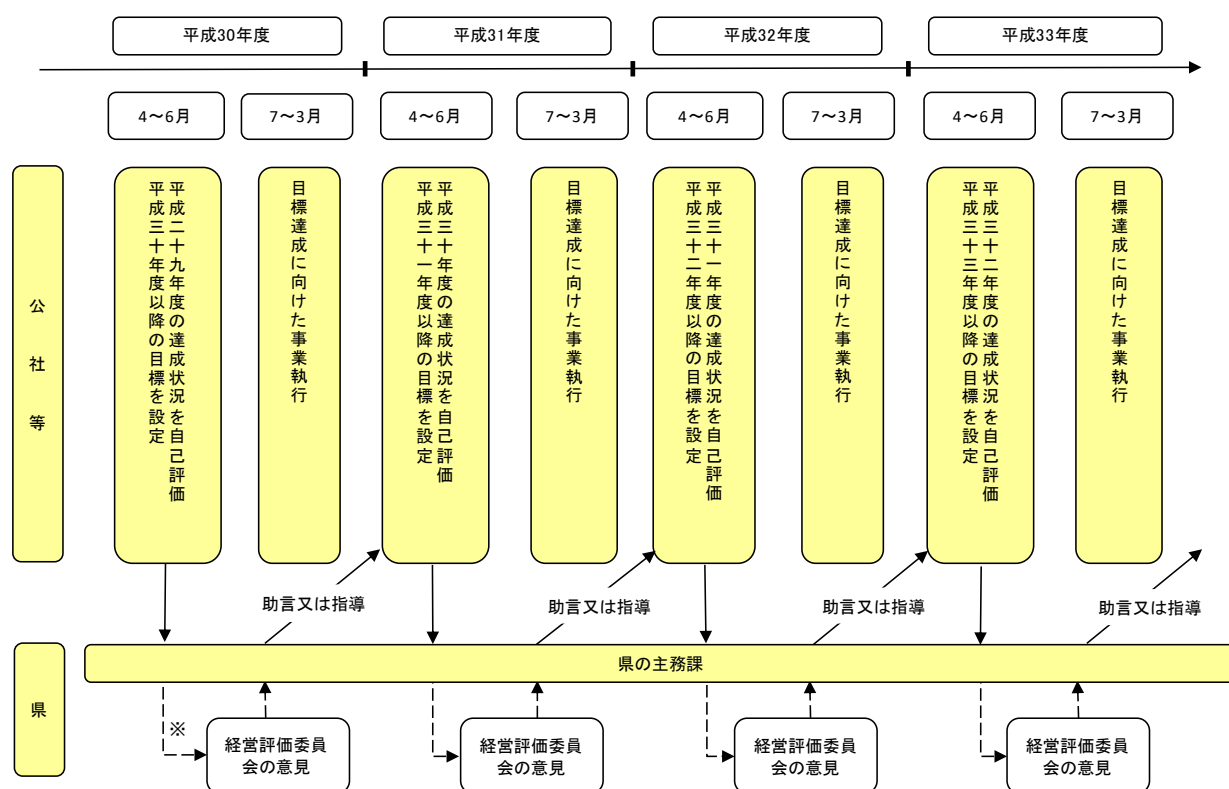 平成30年度
平成31年度
平成32年度
平成33年度
4～6月
7～3月
4～6月
7～3月
4～6月
7～3月
4～6月
7～3月
公社等
平成二十九年度の達成状況を自己評価
平成三十年度以降の目標を設定
目標達成に向けた事業執行
平成三十年度の達成状況を自己評価
平成三十一年度以降の目標を設定
目標達成に向けた事業執行
平成三十一年度の達成状況を自己評価
平成三十二年度以降の目標を設定
目標達成に向けた事業執行
平成三十二年度の達成状況を自己評価
平成三十三年度以降の目標を設定
目標達成に向けた事業執行
助言又は指導
助言又は指導
助言又は指導
助言又は指導
県
県の主務課
※
経営評価委員
会の意見
経営評価委員
会の意見
経営評価委員
会の意見
経営評価委員
会の意見